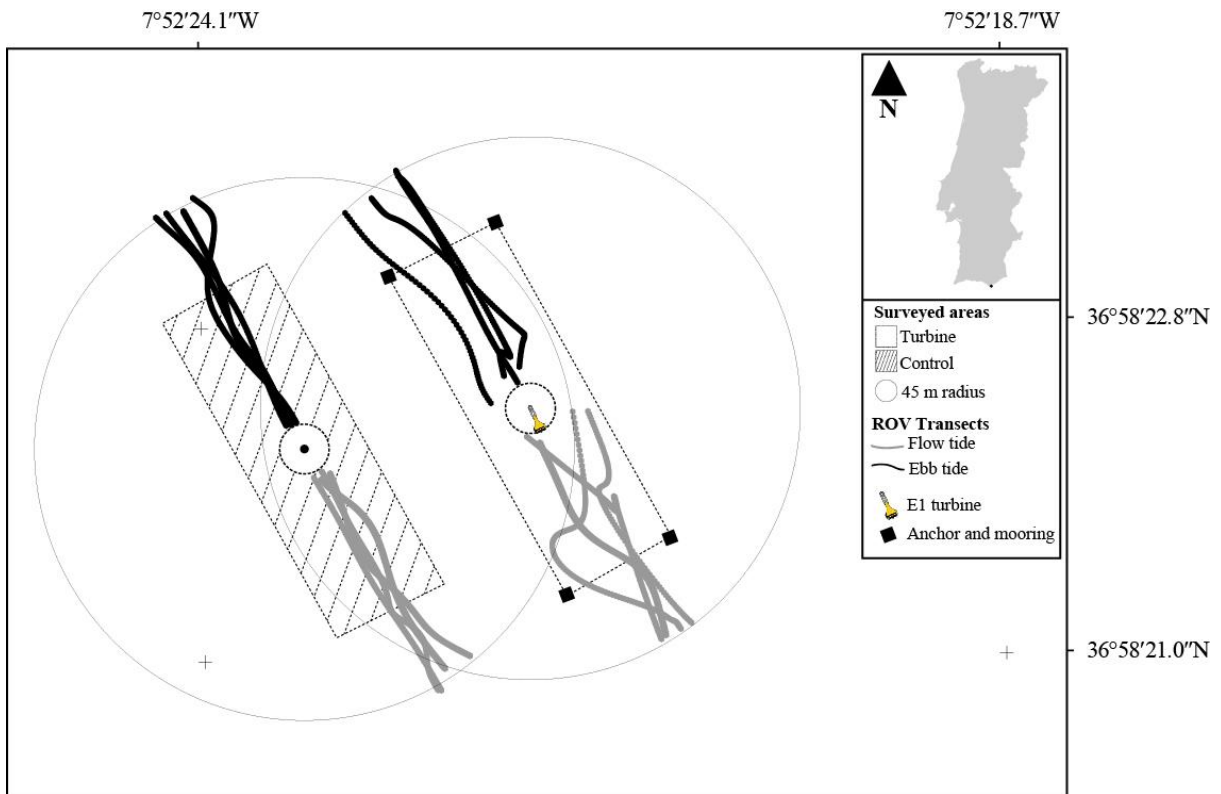 7°52′24.1″W
7°52′18.7″W
N
Surveyed areas
Turbine
Control
45 m radius
ROV Transects
Flow tide
Ebb tide
E1 turbine
Anchor and mooring
36°58′22.8″N
36°58′21.0″N